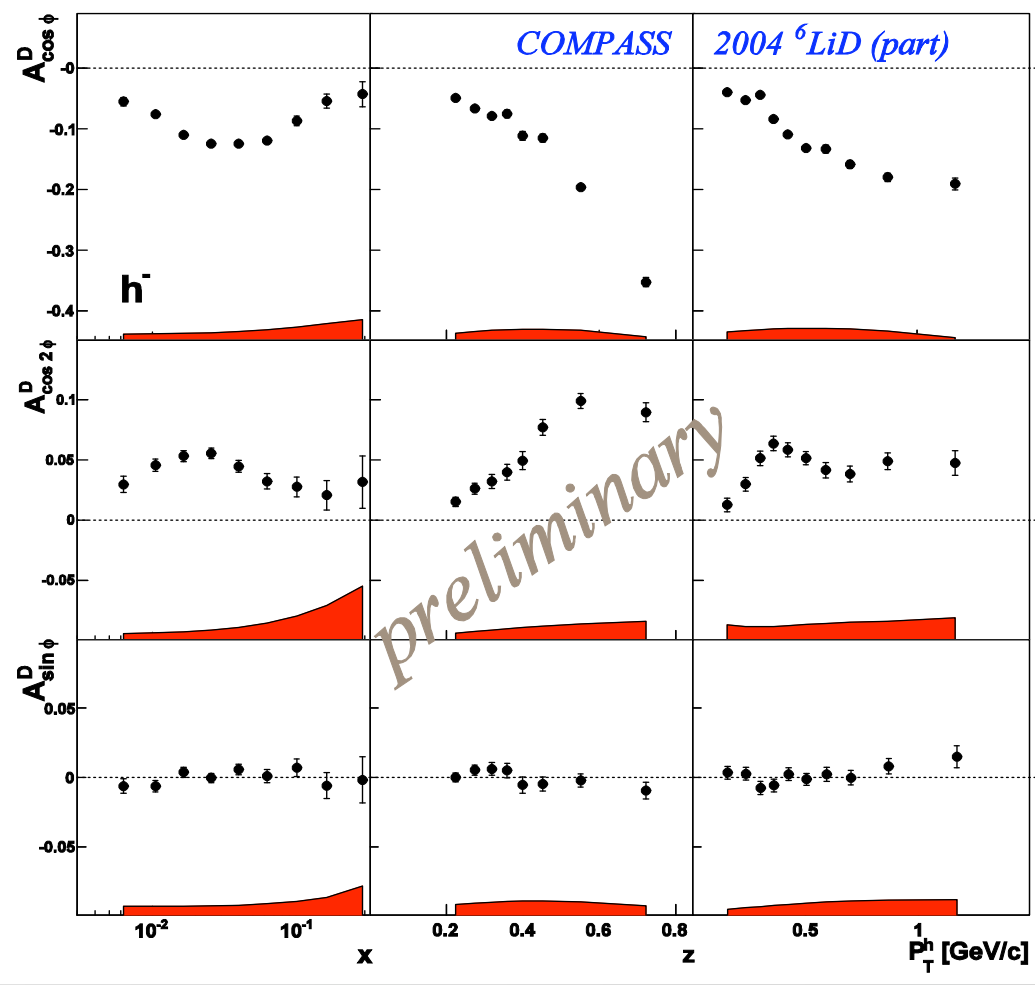 COMPASS 2004 ⁶LiD (part)
A^D_cos ϕ
-0
-0.1
-0.2
-0.3
-0.4
h⁻
A^D_cos 2 ϕ
0.1
0.05
0
-0.05
preliminary
A^D_sin ϕ
0.05
0
-0.05
10⁻² 10⁻¹ 0.2 0.4 0.6 0.8 0.5 1
x z P^h_T [GeV/c]